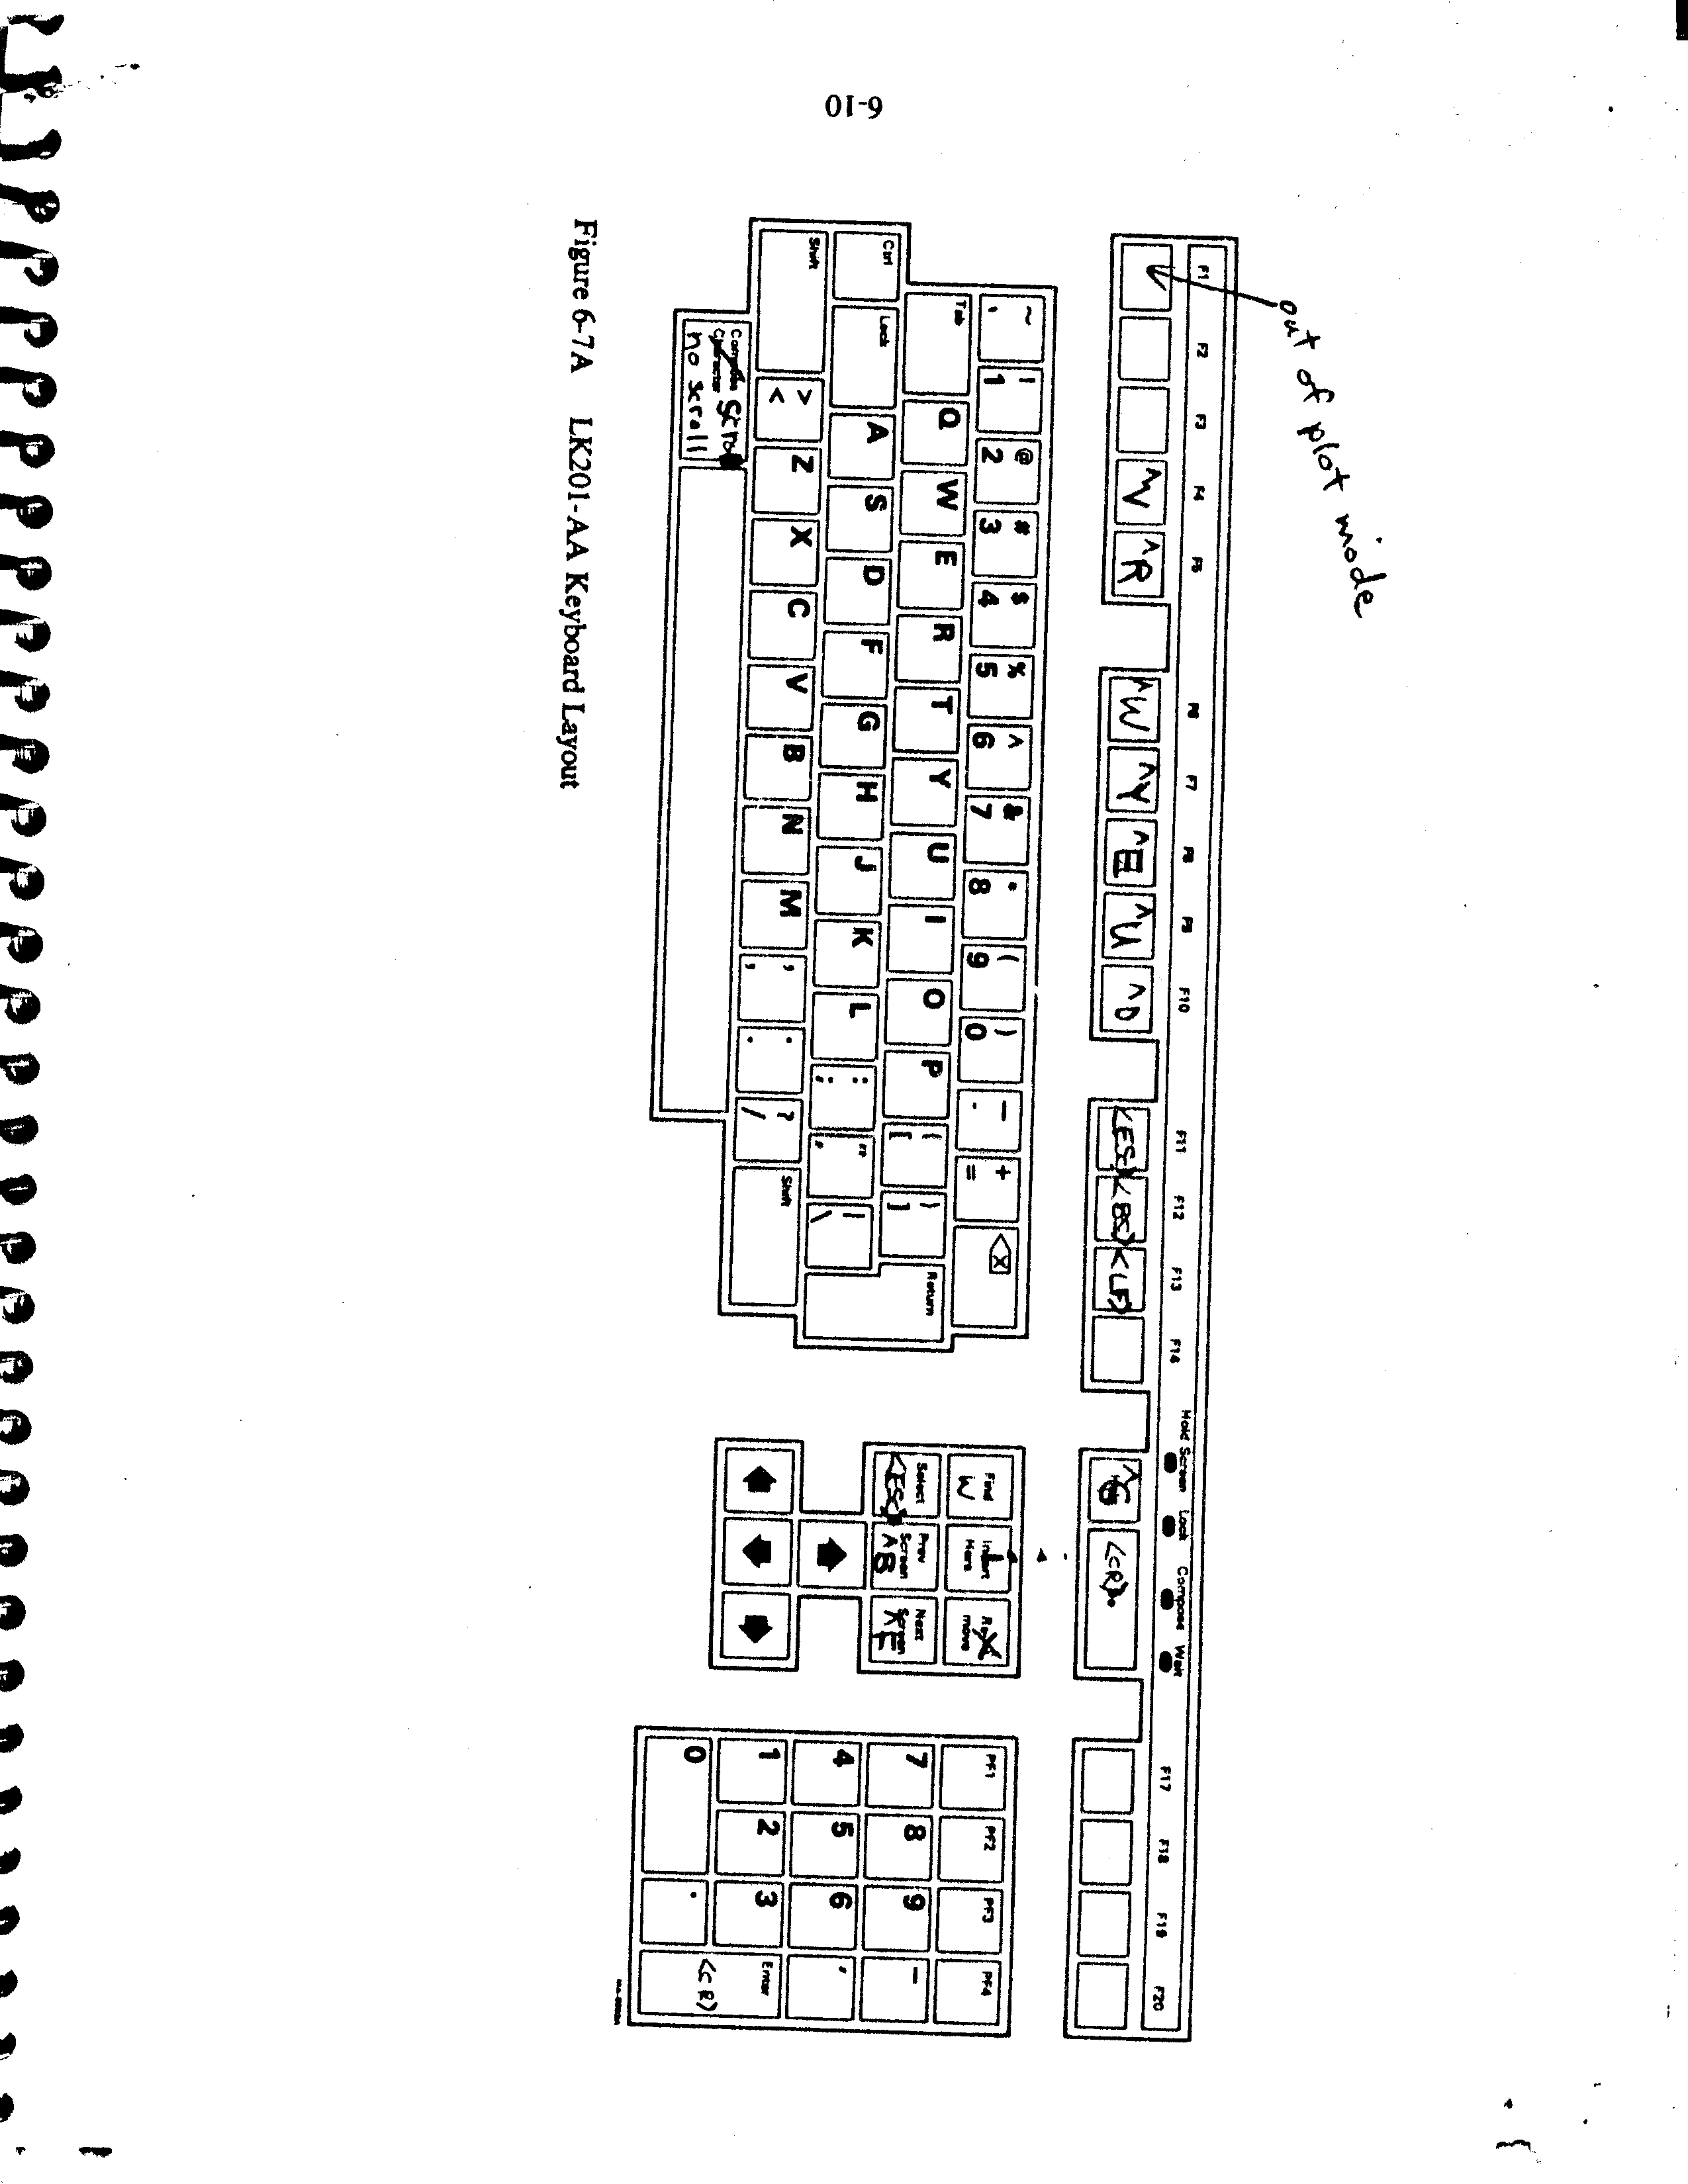 6-10
out of plot mode
F1 F2 F3 F4 F5 F6 F7 F8 F9 F10 F11 F12 F13 F14 Hold Screen Lock Compose Wait F17 F18 F19 F20
^V ^R ^W ^Y ^E ^U ^D <ESC> <BS> <LF> ^G <CR>
~ ! @ # $ % ^ & * ( ) — +
` 1 2 3 4 5 6 7 8 9 0 - =
Tab Q W E R T Y U I O P { } Return
[ ]
Ctrl Lock A S D F G H J K L : " |
; ' \
Shift > Z X C V B N M , . ? Shift
< , . /
Compose
Character
no scroll
Find Insert Here Remove
W X
Select Prev Screen Next Screen
<ESC> ^B ^F
PF1 PF2 PF3 PF4
7 8 9 -
4 5 6 ,
1 2 3 Enter
0 . <CR>
Figure 6-7A LK201-AA Keyboard Layout